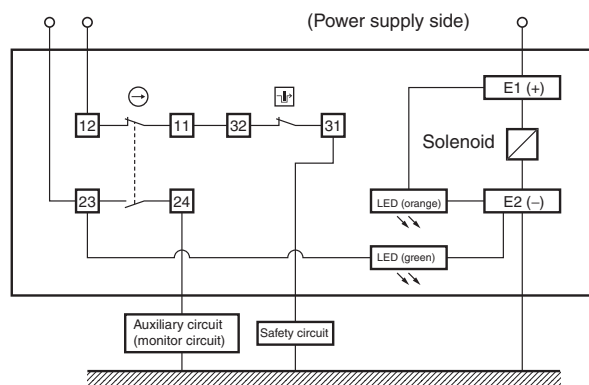 (Power supply side)
E1 (+)
12
11
32
31
Solenoid
23
24
LED (orange)
E2 (−)
LED (green)
Auxiliary circuit
(monitor circuit)
Safety circuit